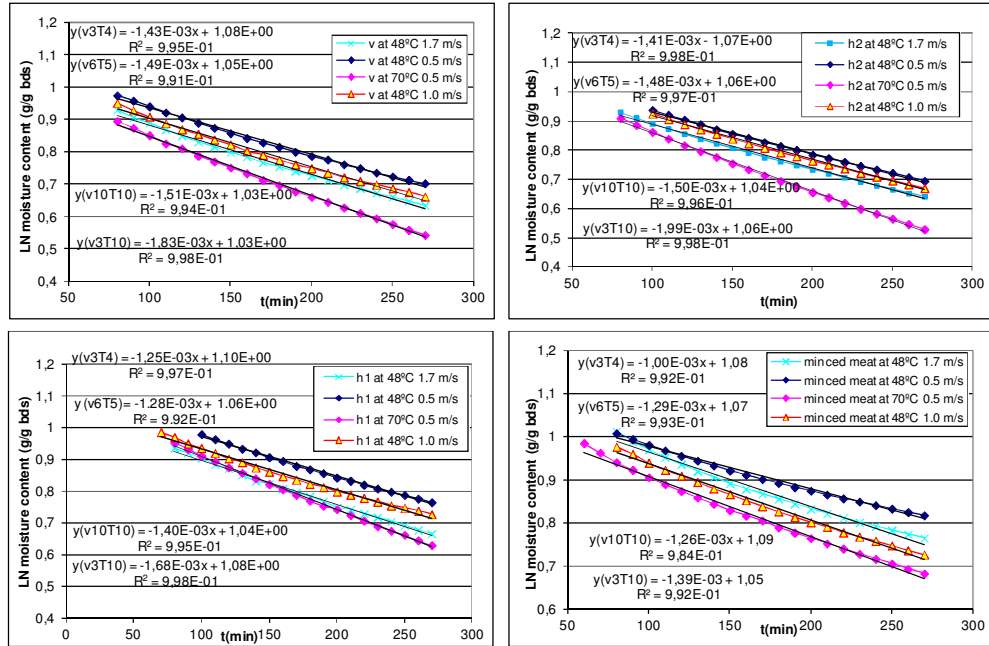 1,2
1,1
1
0,9
0,8
0,7
0,6
0,5
0,4
LN moisture content (g/g bds)
y(v3T4) = -1,43E-03x + 1,08E+00
R² = 9,95E-01
y(v6T5) = -1,49E-03x + 1,05E+00
R² = 9,91E-01
y(v10T10) = -1,51E-03x + 1,03E+00
R² = 9,94E-01
y(v3T10) = -1,83E-03x + 1,03E+00
R² = 9,98E-01
v at 48ºC 1.7 m/s
v at 48ºC 0.5 m/s
v at 70ºC 0.5 m/s
v at 48ºC 1.0 m/s
50 100 150 200 250 300
t(min)
1,2
1,1
1
0,9
0,8
0,7
0,6
0,5
0,4
LN moisture content (g/g bds)
y(v3T4) = -1,41E-03x - 1,07E+00
R² = 9,98E-01
y(v6T5) = -1,48E-03x + 1,06E+00
R² = 9,97E-01
y(v10T10) = -1,50E-03x + 1,04E+00
R² = 9,96E-01
y(v3T10) = -1,99E-03x + 1,06E+00
R² = 9,98E-01
h2 at 48ºC 1.7 m/s
h2 at 48ºC 0.5 m/s
h2 at 70ºC 0.5 m/s
h2 at 48ºC 1.0 m/s
50 100 150 200 250 300
t(min)
1,2
1,1
1
0,9
0,8
0,7
0,6
0,5
0,4
LN moisture content (g/g bds)
y(v3T4) = -1,25E-03x + 1,10E+00
R² = 9,97E-01
y(v6T5) = -1.28E-03x + 1.06E+00
R² = 9,92E-01
y(v10T10) = -1,40E-03x + 1,04E+00
R² = 9,95E-01
y(v3T10) = -1,68E-03x + 1,08E+00
R² = 9,98E-01
h1 at 48ºC 1.7 m/s
h1 at 48ºC 0.5 m/s
h1 at 70ºC 0.5 m/s
h1 at 48ºC 1.0 m/s
0 50 100 150 200 250 300
t(min)
1,2
1,1
1
0,9
0,8
0,7
0,6
LN moisture content (g/g bds)
y(v3T4) = -1,00E-03x + 1,08
R² = 9,92E-01
y(v6T5) = -1,29E-03x + 1,07
R² = 9,93E-01
y(v10T10) = -1,26E-03x + 1,09
R² = 9,84E-01
y(v3T10) = -1,39E-03 + 1,05
R² = 9,92E-01
minced meat at 48ºC 1.7 m/s
minced meat at 48ºC 0.5 m/s
minced meat at 70ºC 0.5 m/s
minced meat at 48ºC 1.0 m/s
50 100 150 200 250 300
t(min)